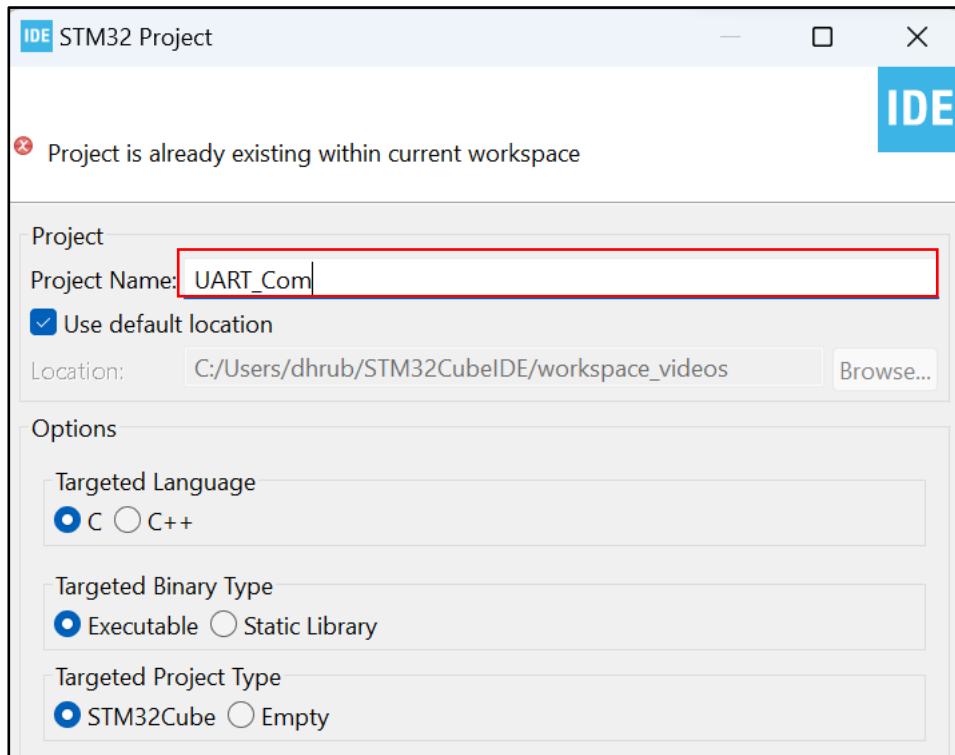 IDE STM32 Project
IDE
Project is already existing within current workspace
Project
Project Name: UART_Com
Use default location
Location: C:/Users/dhrub/STM32CubeIDE/workspace_videos Browse...
Options
Targeted Language
C C++
Targeted Binary Type
Executable Static Library
Targeted Project Type
STM32Cube Empty